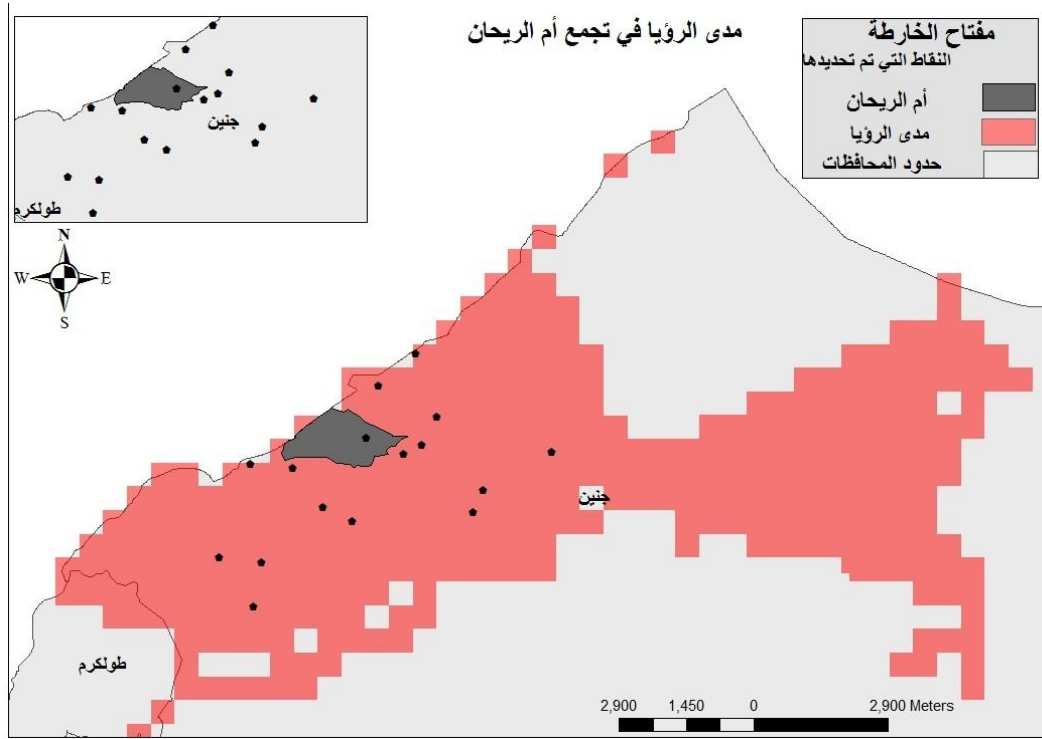 مدى الرؤيا في تجمع أم الريحان
مفتاح الخارطة
النقاط التي تم تحديدها
أم الريحان
مدى الرؤيا
حدود المحافظات
جنين
طولكرم
N
W E
S
جنين
طولكرم
2,900 1,450 0 2,900 Meters